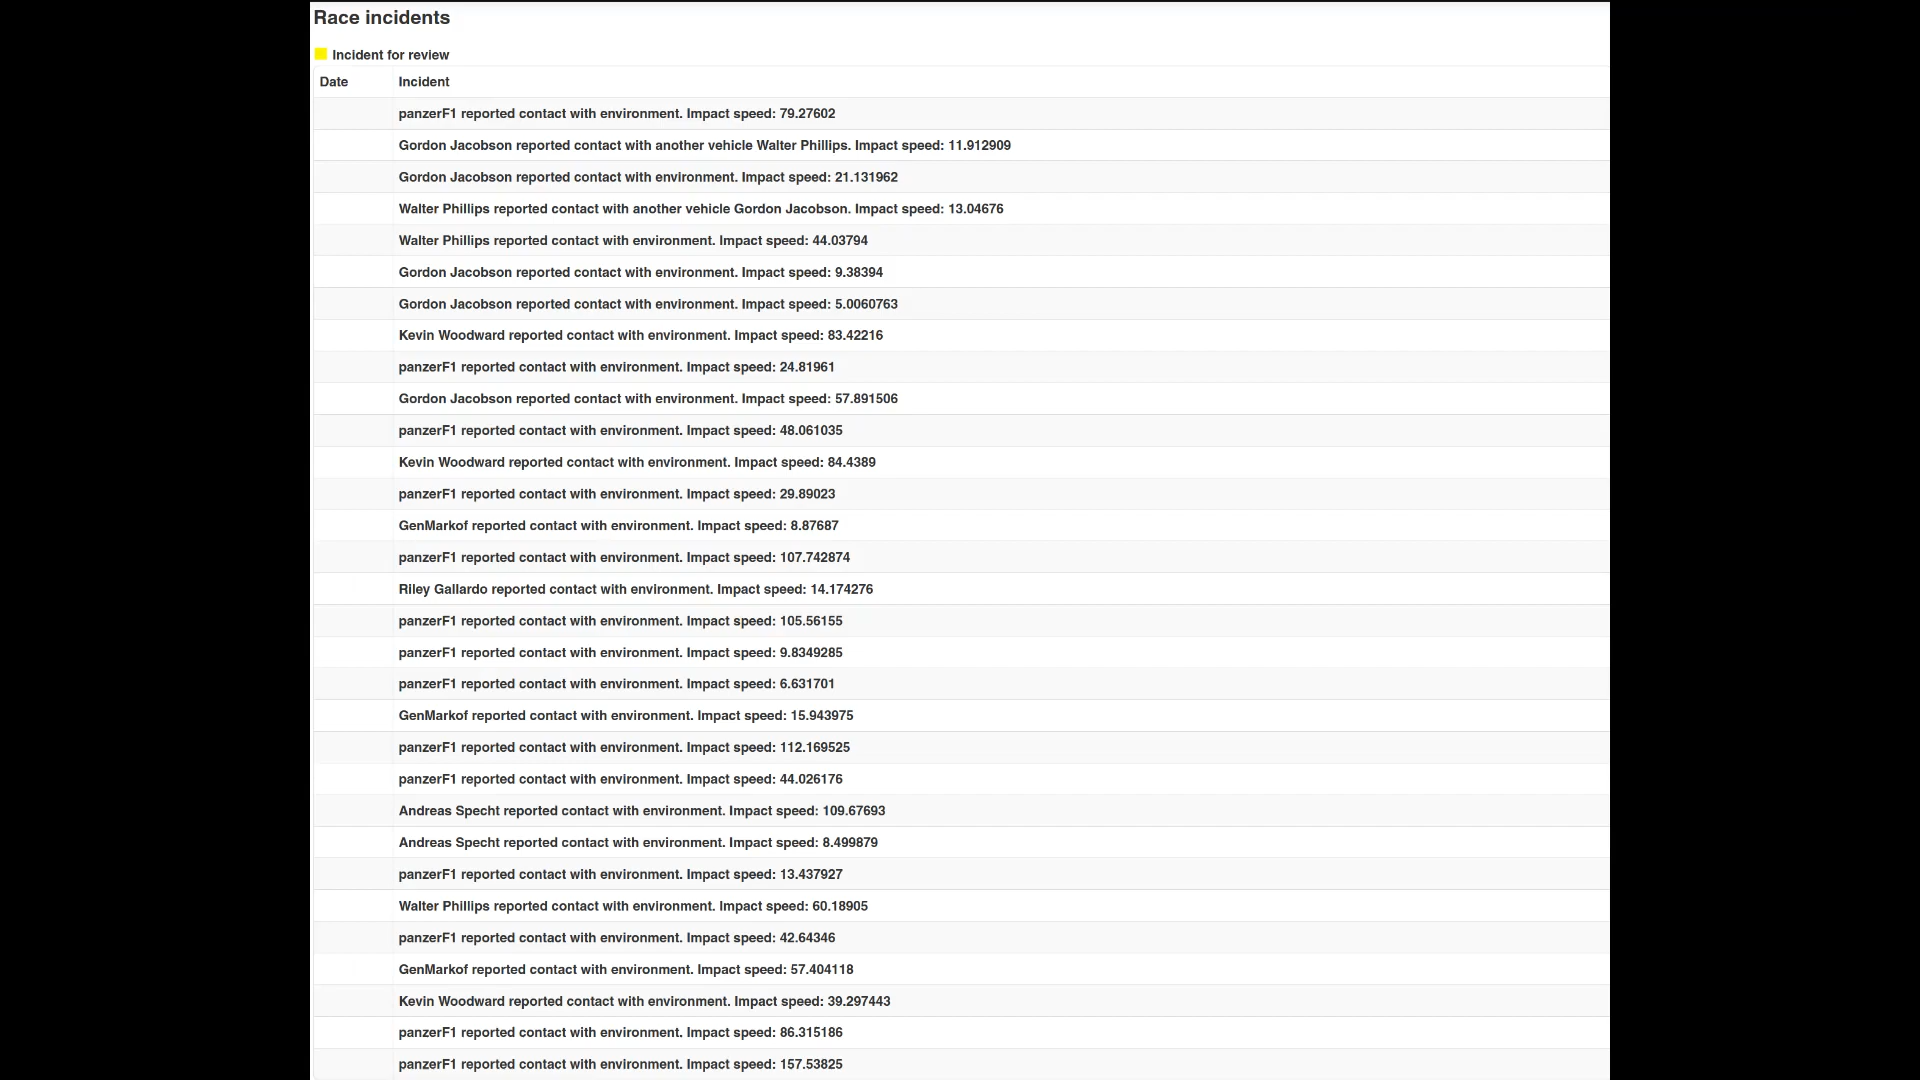 Race incidents
Incident for review
Date Incident
panzerF1 reported contact with environment. Impact speed: 79.27602
Gordon Jacobson reported contact with another vehicle Walter Phillips. Impact speed: 11.912909
Gordon Jacobson reported contact with environment. Impact speed: 21.131962
Walter Phillips reported contact with another vehicle Gordon Jacobson. Impact speed: 13.04676
Walter Phillips reported contact with environment. Impact speed: 44.03794
Gordon Jacobson reported contact with environment. Impact speed: 9.38394
Gordon Jacobson reported contact with environment. Impact speed: 5.0060763
Kevin Woodward reported contact with environment. Impact speed: 83.42216
panzerF1 reported contact with environment. Impact speed: 24.81961
Gordon Jacobson reported contact with environment. Impact speed: 57.891506
panzerF1 reported contact with environment. Impact speed: 48.061035
Kevin Woodward reported contact with environment. Impact speed: 84.4389
panzerF1 reported contact with environment. Impact speed: 29.89023
GenMarkof reported contact with environment. Impact speed: 8.87687
panzerF1 reported contact with environment. Impact speed: 107.742874
Riley Gallardo reported contact with environment. Impact speed: 14.174276
panzerF1 reported contact with environment. Impact speed: 105.56155
panzerF1 reported contact with environment. Impact speed: 9.8349285
panzerF1 reported contact with environment. Impact speed: 6.631701
GenMarkof reported contact with environment. Impact speed: 15.943975
panzerF1 reported contact with environment. Impact speed: 112.169525
panzerF1 reported contact with environment. Impact speed: 44.026176
Andreas Specht reported contact with environment. Impact speed: 109.67693
Andreas Specht reported contact with environment. Impact speed: 8.499879
panzerF1 reported contact with environment. Impact speed: 13.437927
Walter Phillips reported contact with environment. Impact speed: 60.18905
panzerF1 reported contact with environment. Impact speed: 42.64346
GenMarkof reported contact with environment. Impact speed: 57.404118
Kevin Woodward reported contact with environment. Impact speed: 39.297443
panzerF1 reported contact with environment. Impact speed: 86.315186
panzerF1 reported contact with environment. Impact speed: 157.53825